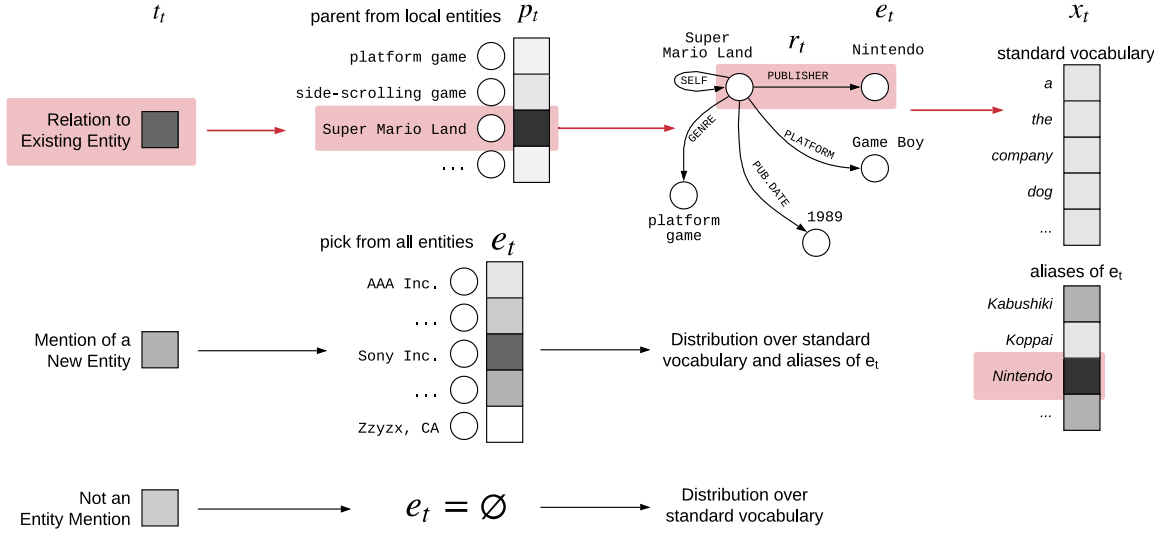 t_t
parent from local entities
p_t
platform game
side-scrolling game
Super Mario Land
...
Relation to
Existing Entity
Super
Mario Land
r_t
e_t
Nintendo
SELF
PUBLISHER
GENRE
PLATFORM
PUB.DATE
Game Boy
platform
game
1989
x_t
standard vocabulary
a
the
company
dog
...
aliases of e_t
Kabushiki
Koppai
Nintendo
...
pick from all entities
e_t
AAA Inc.
...
Sony Inc.
...
Zzyzx, CA
Mention of a
New Entity
Distribution over standard
vocabulary and aliases of e_t
Not an
Entity Mention
e_t = ∅
Distribution over
standard vocabulary